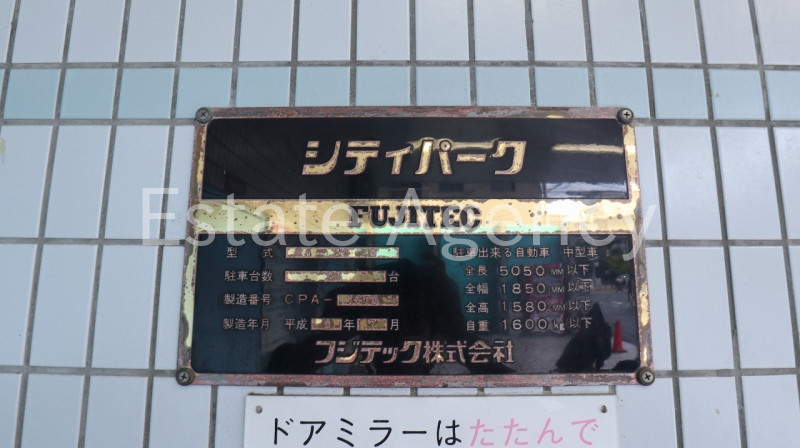 シティパーク
FUJITEC
型 式
駐車台数 台
製造番号 CPA-
製造年月 平成 年 月
駐車出来る自動車 中型車
全長 5050 MM 以下
全幅 1850 MM 以下
全高 1580 MM 以下
自重 1600 kg 以下
フジテック株式会社
Estate Agency
ドアミラーはたたんで